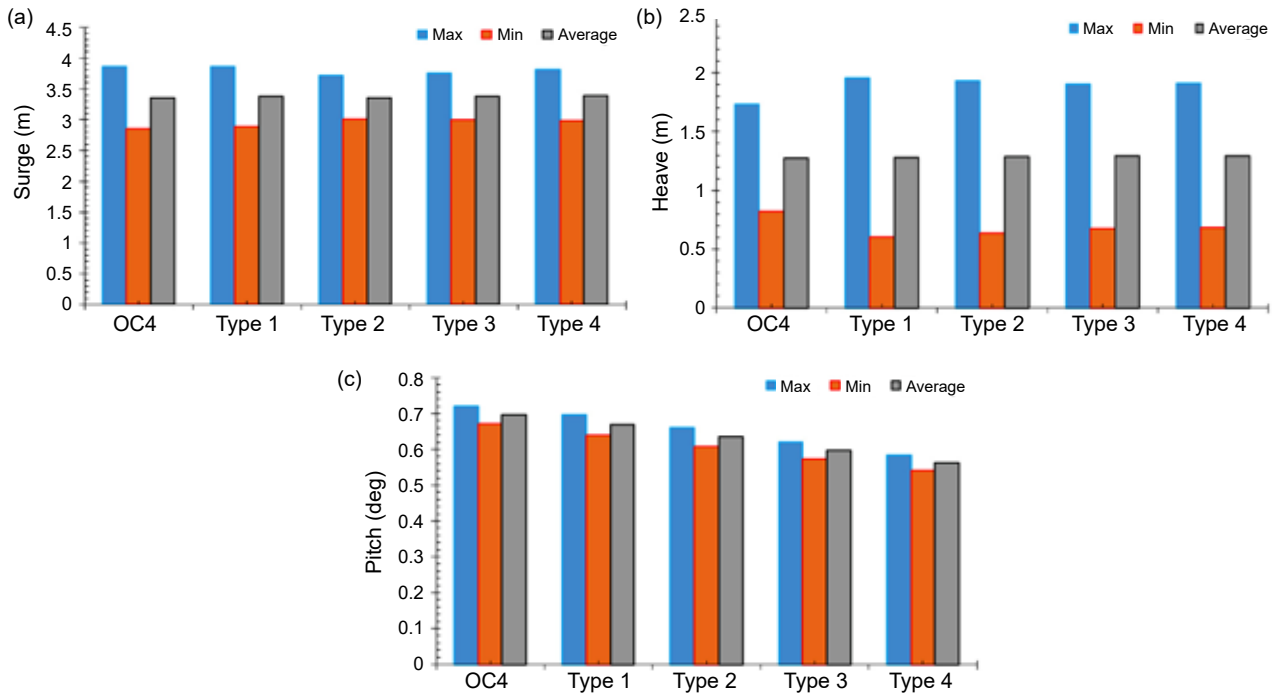 (a)
Max Min Average
Surge (m)
4.5
4
3.5
3
2.5
2
1.5
1
0.5
0
OC4 Type 1 Type 2 Type 3 Type 4
(b)
Max Min Average
Heave (m)
2.5
2
1.5
1
0.5
0
OC4 Type 1 Type 2 Type 3 Type 4
(c)
Max Min Average
Pitch (deg)
0.8
0.7
0.6
0.5
0.4
0.3
0.2
0.1
0
OC4 Type 1 Type 2 Type 3 Type 4